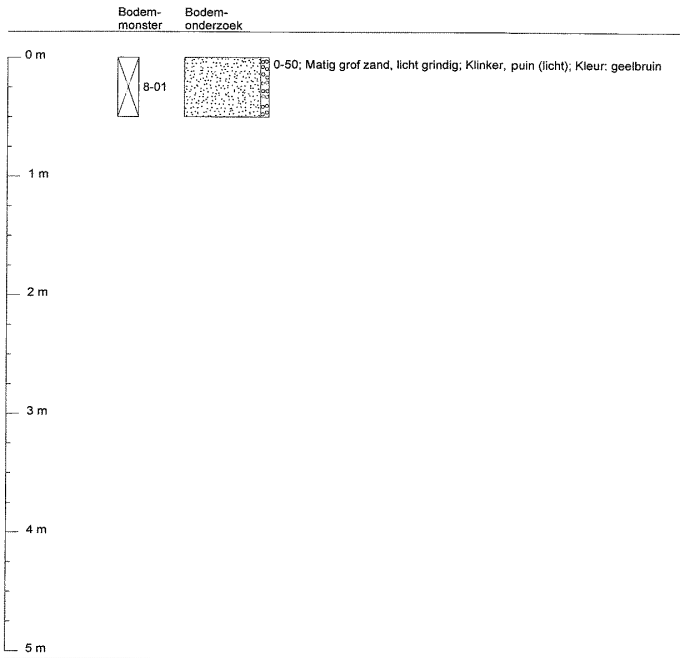 Bodem-
monster
Bodem-
onderzoek
0 m
8-01
0-50; Matig grof zand, licht grindig; Klinker, puin (licht); Kleur: geelbruin
1 m
2 m
3 m
4 m
5 m